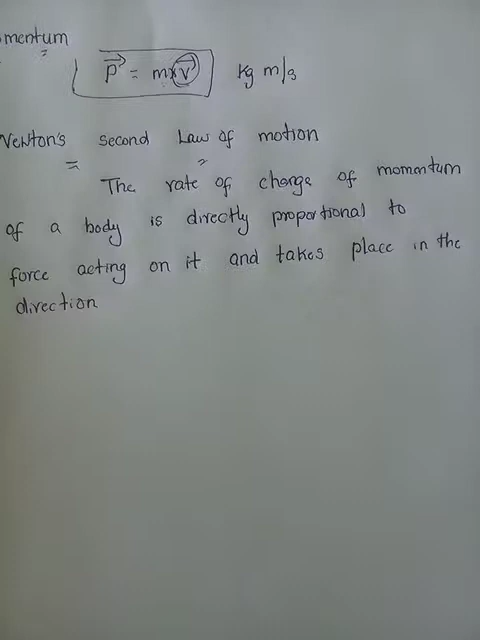 omentum
P⃗ = m×v⃗ kg m/s
Newton's second Law of motion
The rate of change of momentum
of a body is directly proportional to
force acting on it and takes place in the
direction